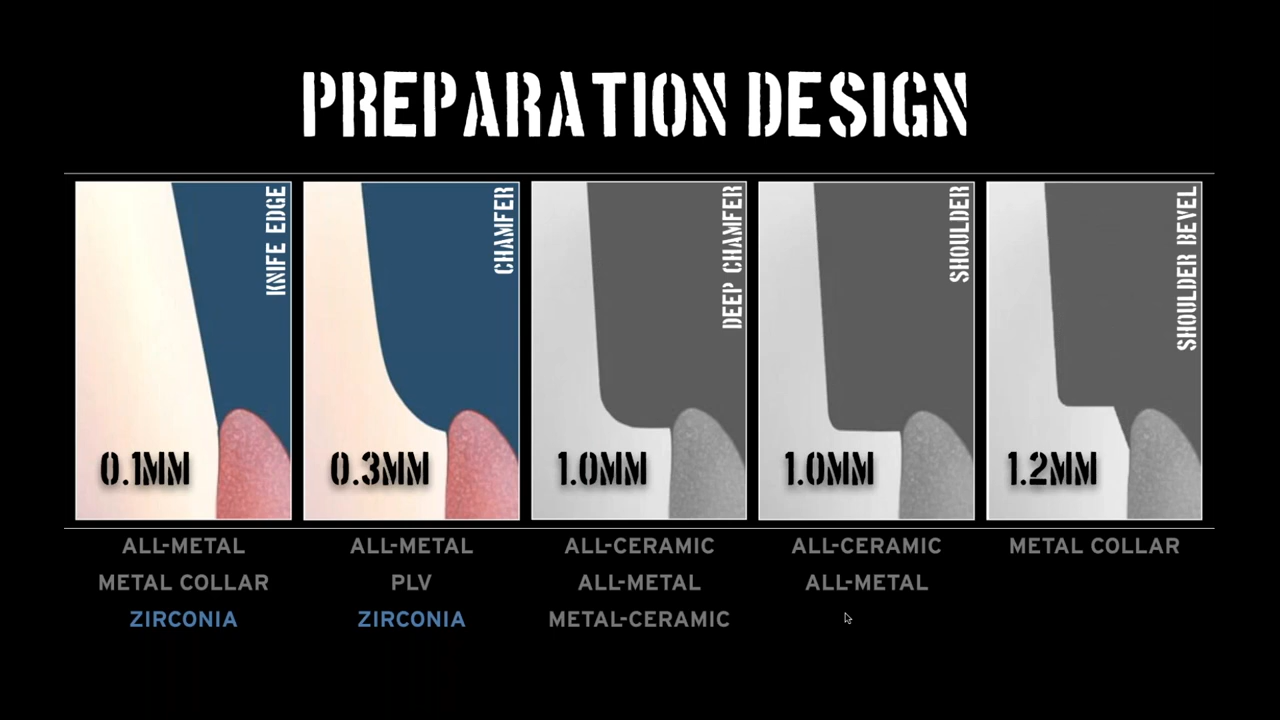 PREPARATION DESIGN
KNIFE EDGE
CHAMFER
DEEP CHAMFER
SHOULDER
SHOULDER BEVEL
0.1MM
0.3MM
1.0MM
1.0MM
1.2MM
ALL-METAL
METAL COLLAR
ZIRCONIA
ALL-METAL
PLV
ZIRCONIA
ALL-CERAMIC
ALL-METAL
METAL-CERAMIC
ALL-CERAMIC
ALL-METAL
METAL COLLAR